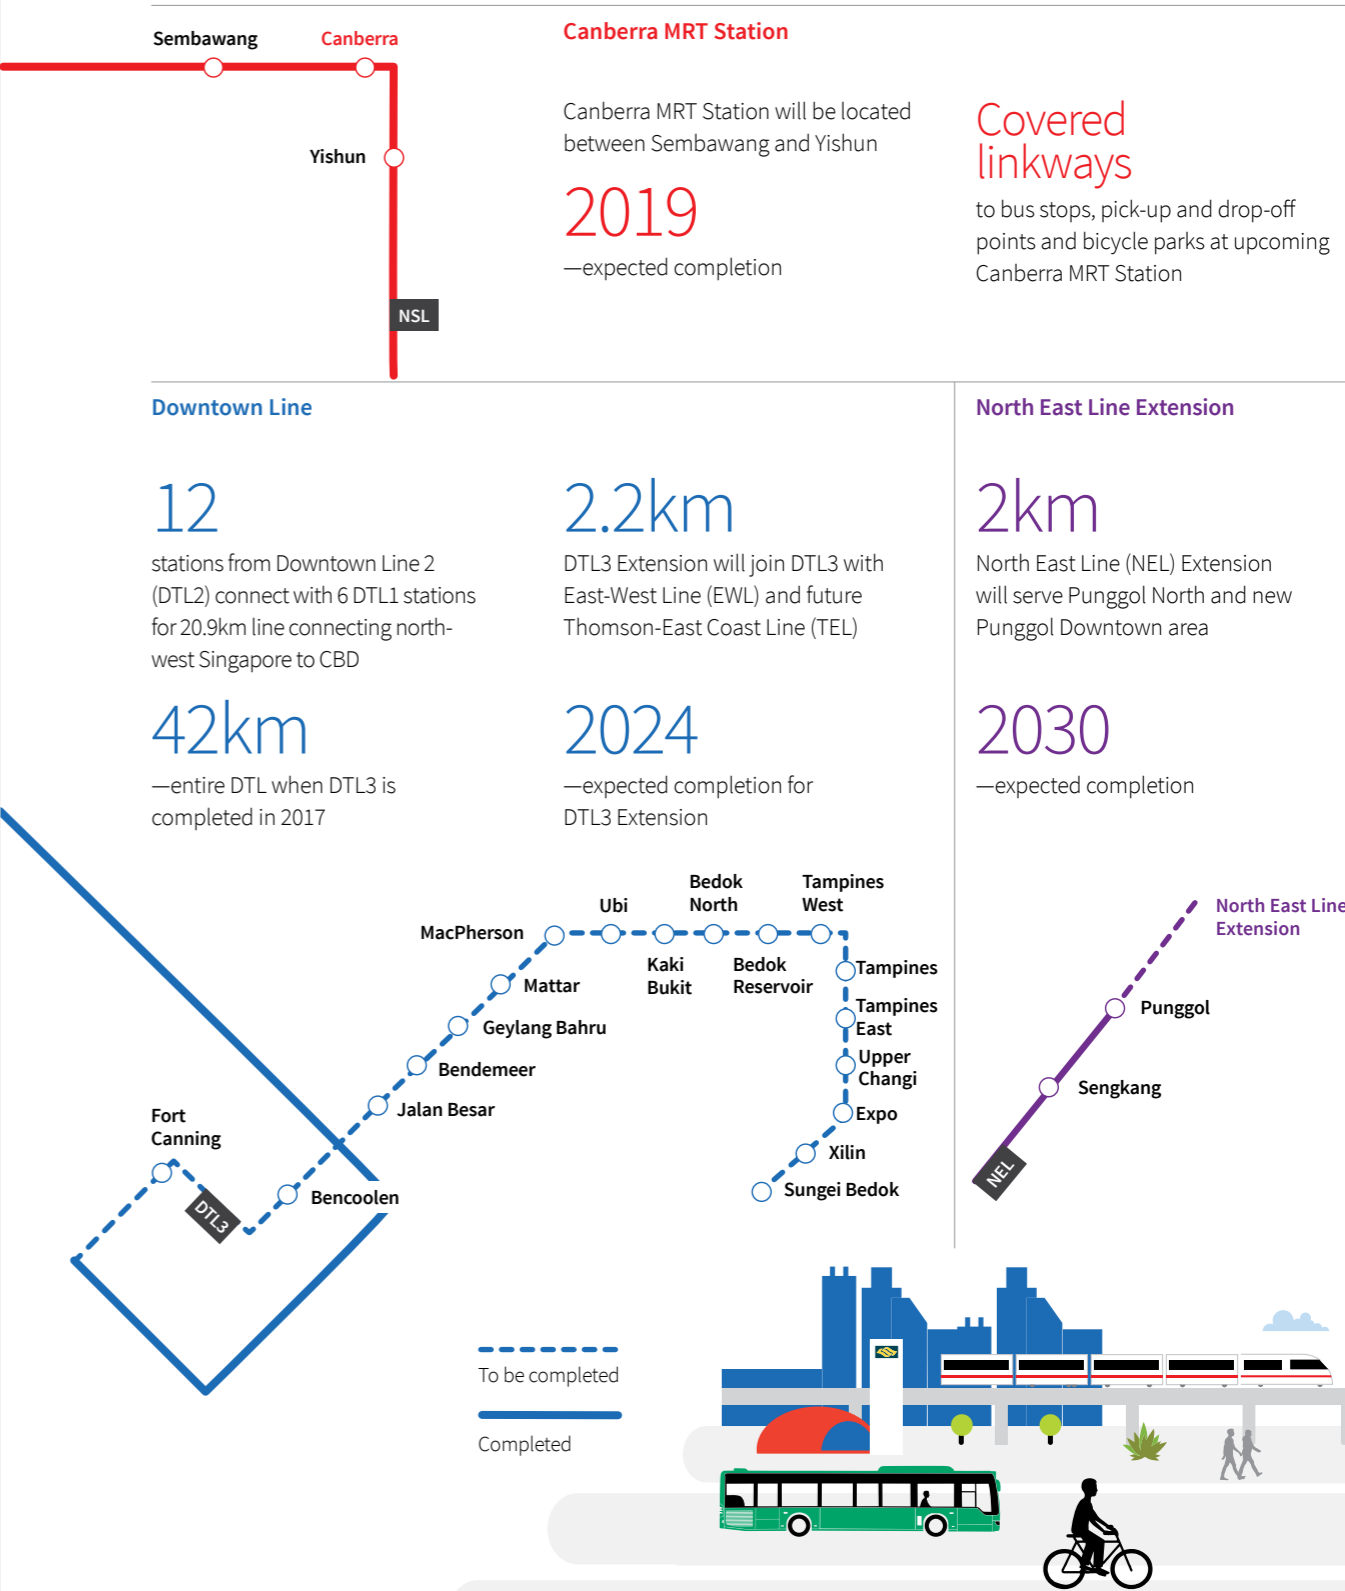 Sembawang
Canberra
Yishun
NSL
Canberra MRT Station
Canberra MRT Station will be located
between Sembawang and Yishun
2019
—expected completion
Covered
linkways
to bus stops, pick-up and drop-off
points and bicycle parks at upcoming
Canberra MRT Station
Downtown Line
12
stations from Downtown Line 2
(DTL2) connect with 6 DTL1 stations
for 20.9km line connecting north-
west Singapore to CBD
42km
—entire DTL when DTL3 is
completed in 2017
2.2km
DTL3 Extension will join DTL3 with
East-West Line (EWL) and future
Thomson-East Coast Line (TEL)
2024
—expected completion for
DTL3 Extension
North East Line Extension
2km
North East Line (NEL) Extension
will serve Punggol North and new
Punggol Downtown area
2030
—expected completion
Fort
Canning
DTL3
Bencoolen
Jalan Besar
Bendemeer
Geylang Bahru
Mattar
MacPherson
Ubi
Kaki
Bukit
Bedok
North
Bedok
Reservoir
Tampines
West
Tampines
Tampines
East
Upper
Changi
Expo
Xilin
Sungei Bedok
North East Line
Extension
Punggol
Sengkang
NEL
To be completed
Completed